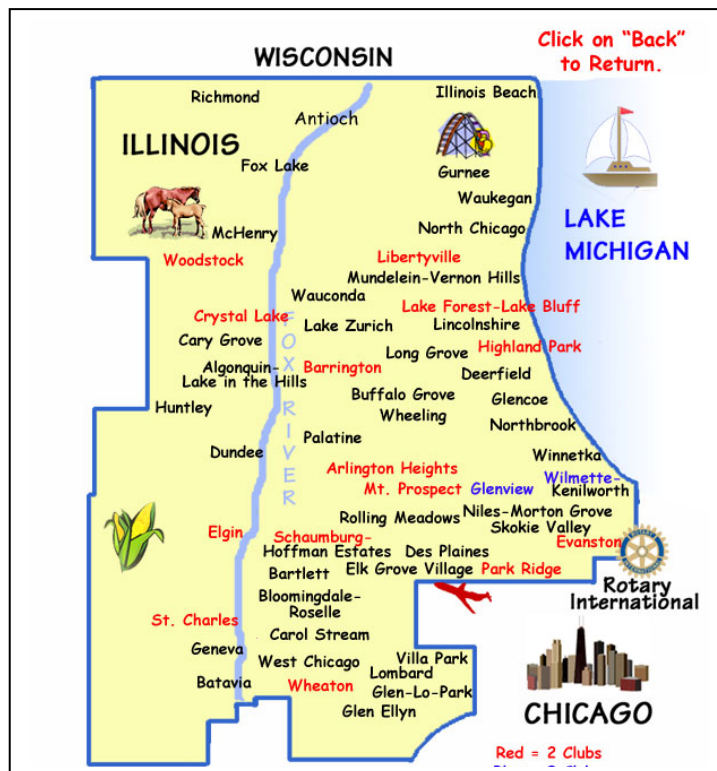 Click on “Back”
to Return.
WISCONSIN
Richmond
Illinois Beach
Antioch
ILLINOIS
Fox Lake
Gurnee
Waukegan
LAKE
MICHIGAN
McHenry
North Chicago
Woodstock
Libertyville
Mundelein-Vernon Hills
Wauconda
Lake Forest-Lake Bluff
Crystal Lake
Lake Zurich
Lincolnshire
FOX RIVER
Cary Grove
Long Grove
Highland Park
Algonquin-
Lake in the Hills
Barrington
Deerfield
Buffalo Grove
Glencoe
Huntley
Wheeling
Northbrook
Palatine
Dundee
Winnetka
Arlington Heights
Wilmette-
Kenilworth
Mt. Prospect
Glenview
Rolling Meadows
Niles-Morton Grove
Skokie Valley
Elgin
Schaumburg-
Hoffman Estates
Des Plaines
Evanston
Bartlett
Elk Grove Village
Park Ridge
Rotary
International
Bloomingdale-
Roselle
St. Charles
Carol Stream
Geneva
West Chicago
Villa Park
Lombard
Batavia
Wheaton
Glen-Lo-Park
Glen Ellyn
CHICAGO
Red = 2 Clubs